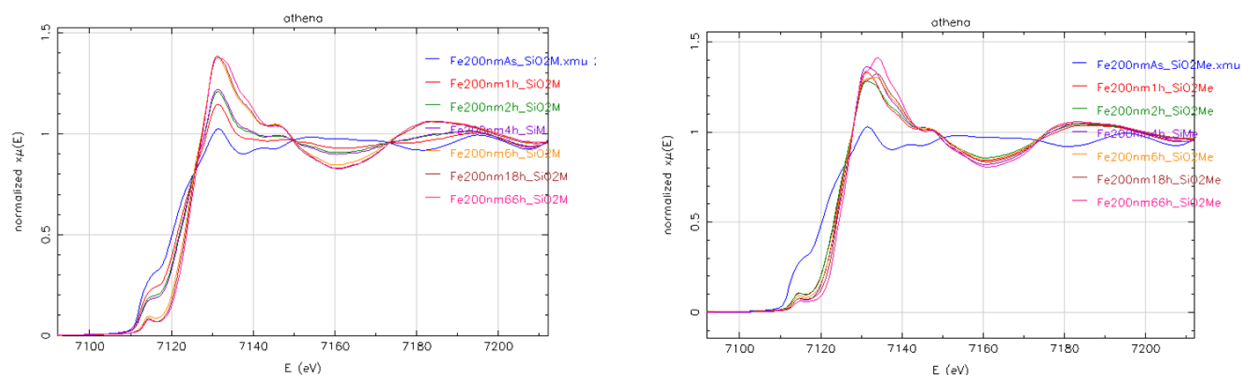 athena
normalized xμ(E)
1.5
1
0.5
0
Fe200nmAs_SiO2M.xmu
Fe200nm1h_SiO2M
Fe200nm2h_SiO2M
Fe200nm4h_SiM
Fe200nm6h_SiO2M
Fe200nm18h_SiO2M
Fe200nm66h_SiO2M
7100 7120 7140 7160 7180 7200
E (eV)
athena
normalized xμ(E)
1.5
1
0.5
0
Fe200nmAs_SiO2Me.xmu
Fe200nm1h_SiO2Me
Fe200nm2h_SiO2Me
Fe200nm4h_SiMe
Fe200nm6h_SiO2Me
Fe200nm18h_SiO2Me
Fe200nm66h_SiO2Me
7100 7120 7140 7160 7180 7200
E (eV)